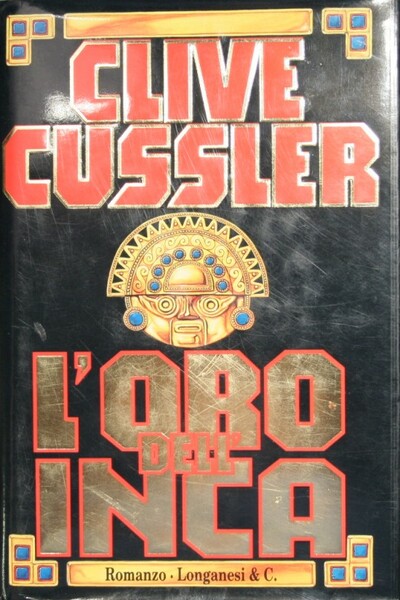 CLIVE
CUSSLER
L'ORO
DELL'
INCA
Romanzo · Longanesi & C.